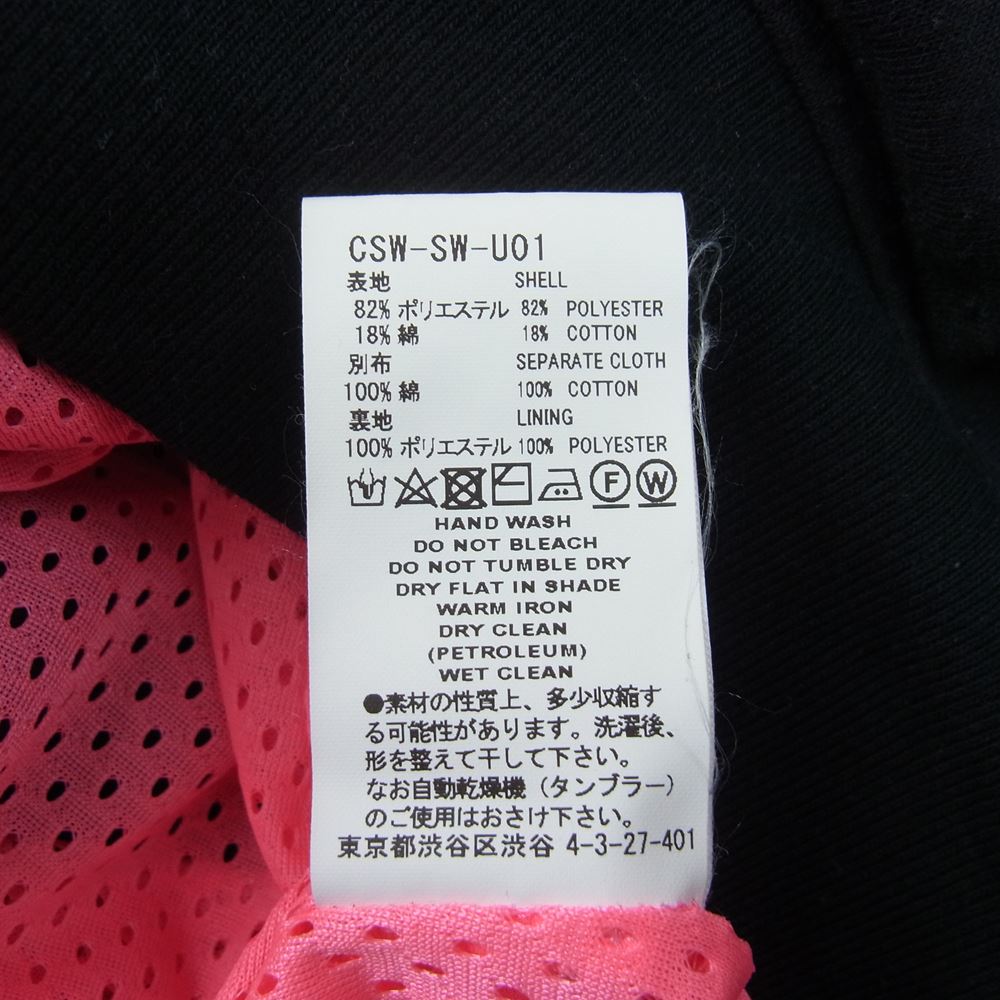 CSW-SW-U01
表地 SHELL
82% ポリエステル 82% POLYESTER
18% 綿 18% COTTON
別布 SEPARATE CLOTH
100% 綿 100% COTTON
裏地 LINING
100% ポリエステル 100% POLYESTER
F W
HAND WASH
DO NOT BLEACH
DO NOT TUMBLE DRY
DRY FLAT IN SHADE
WARM IRON
DRY CLEAN
(PETROLEUM)
WET CLEAN
●素材の性質上、多少収縮す
る可能性があります。洗濯後、
形を整えて干して下さい。
なお自動乾燥機（タンブラー）
のご使用はおさけ下さい。
東京都渋谷区渋谷 4-3-27-401